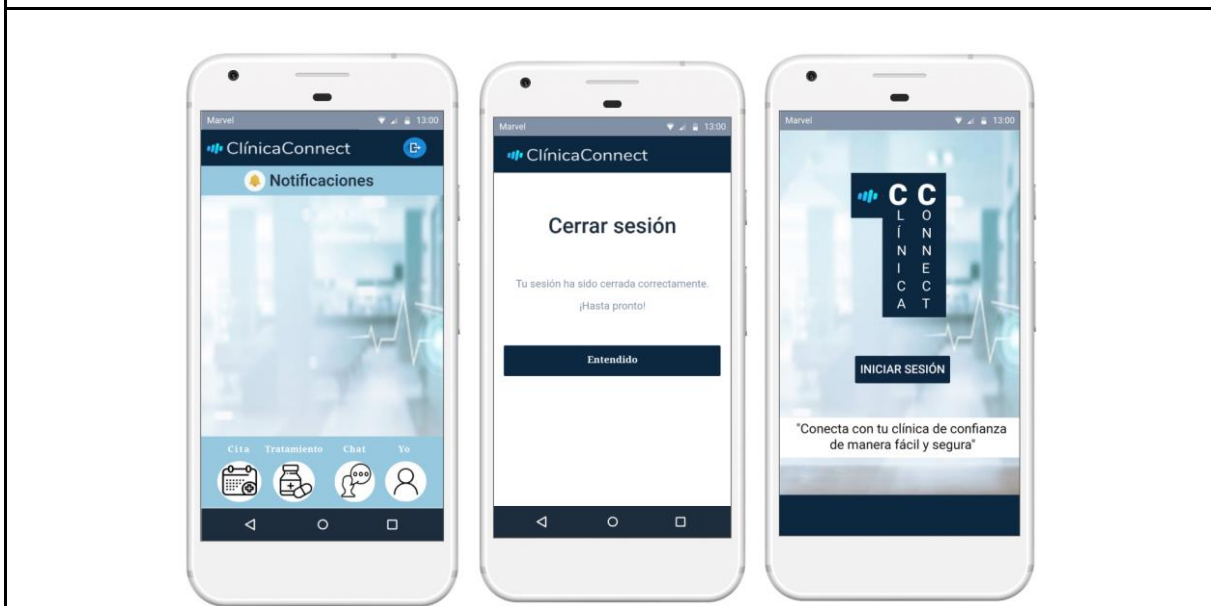 Marvel 13:00
ClínicaConnect
Notificaciones
Cita Tratamiento Chat Yo
Marvel 13:00
ClínicaConnect
Cerrar sesión
Tu sesión ha sido cerrada correctamente.
¡Hasta pronto!
Entendido
Marvel 13:00
CLÍNICA
CONNECT
INICIAR SESIÓN
"Conecta con tu clínica de confianza
de manera fácil y segura"